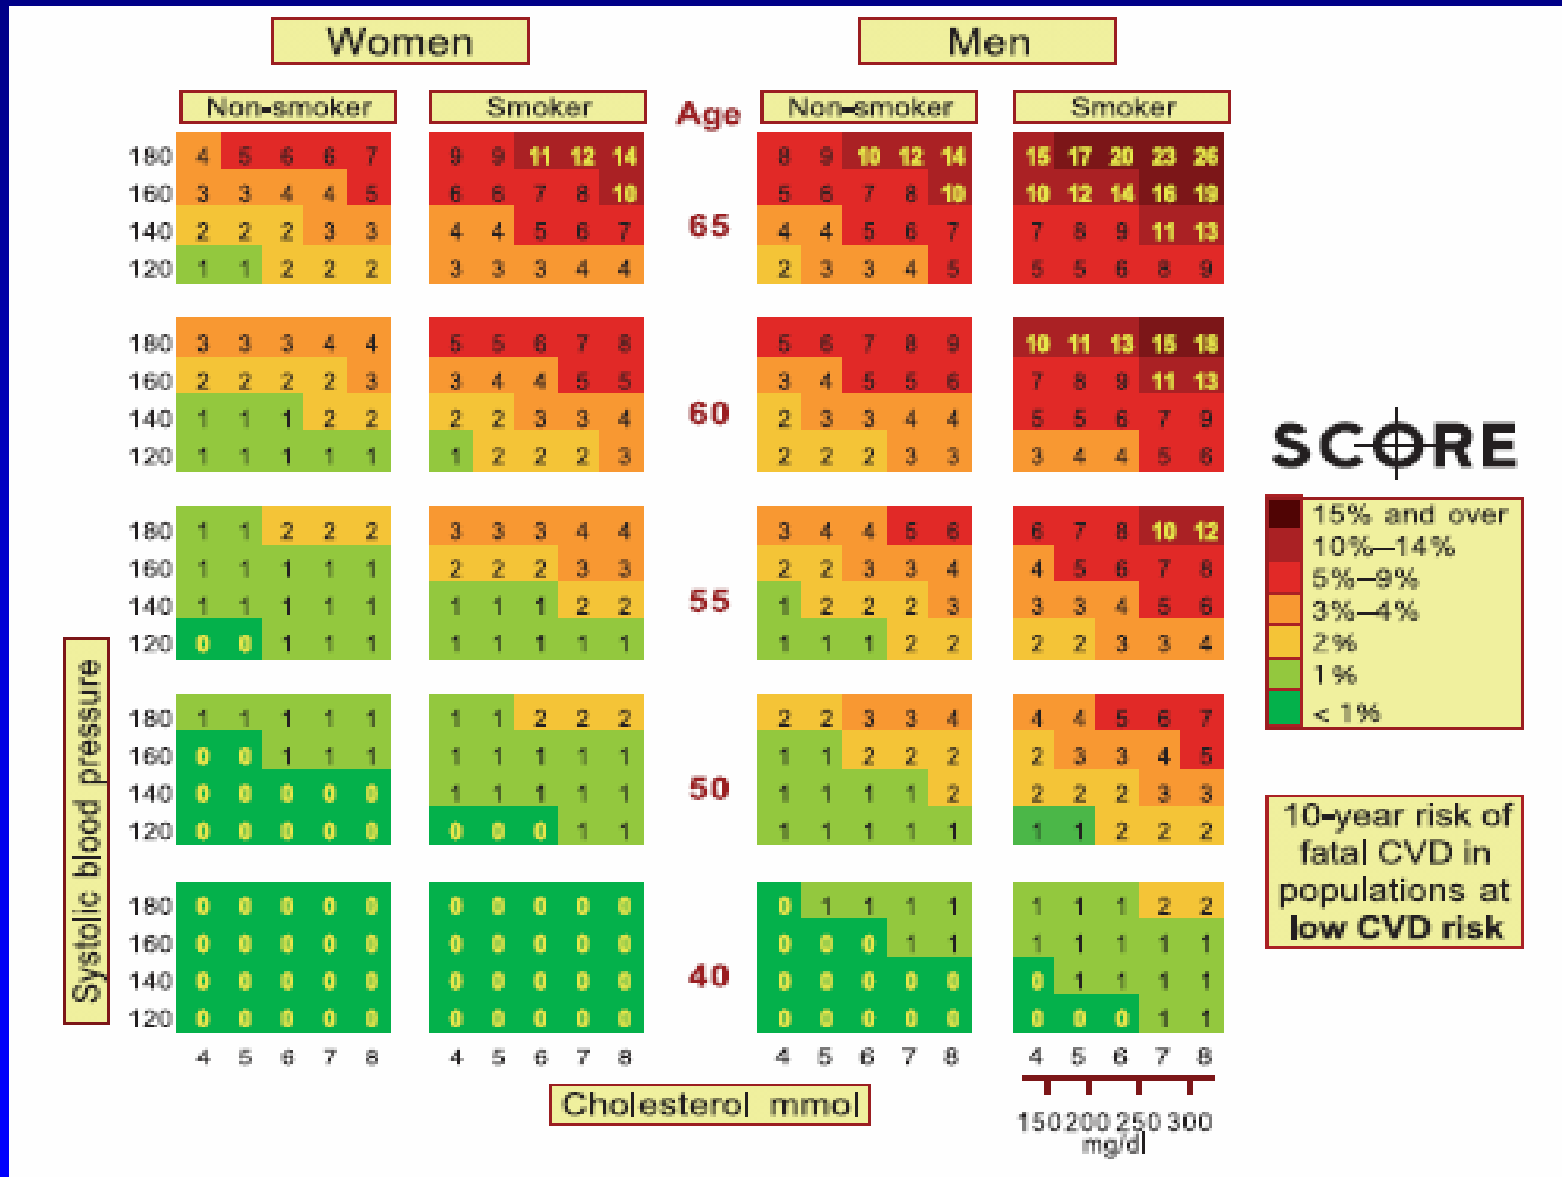 Women Men
Non-smoker Smoker Age Non-smoker Smoker
180 4 5 6 6 7 9 9 11 12 14 8 9 10 12 14 15 17 20 23 26
160 3 3 4 4 5 6 6 7 8 10 5 6 7 8 10 10 12 14 16 19
65
140 2 2 2 3 3 4 4 5 6 7 4 4 5 6 7 7 8 9 11 13
120 1 1 2 2 2 3 3 3 4 4 2 3 3 4 5 5 5 6 8 9
180 3 3 3 4 4 5 5 6 7 8 5 6 7 8 9 10 11 13 15 18
160 2 2 2 2 3 3 4 4 5 5 3 4 5 5 6 7 8 9 11 13
60
140 1 1 1 2 2 2 2 3 3 4 2 3 3 4 4 5 5 6 7 9
120 1 1 1 1 1 1 2 2 2 3 2 2 2 3 3 3 4 4 5 6
180 1 1 2 2 2 3 3 3 4 4 3 4 4 5 6 6 7 8 10 12
160 1 1 1 1 1 2 2 2 3 3 2 2 3 3 4 4 5 6 7 8
55
140 1 1 1 1 1 1 1 1 2 2 1 2 2 2 3 3 3 4 5 6
120 0 0 1 1 1 1 1 1 1 1 1 1 1 2 2 2 2 3 3 4
180 1 1 1 1 1 1 1 2 2 2 2 2 3 3 4 4 4 5 6 7
160 0 0 1 1 1 1 1 1 1 1 1 1 2 2 2 2 3 3 4 5
50
140 0 0 0 0 0 1 1 1 1 1 1 1 1 1 2 2 2 2 3 3
120 0 0 0 0 0 0 0 0 1 1 1 1 1 1 1 1 1 2 2 2
180 0 0 0 0 0 0 0 0 0 0 0 1 1 1 1 1 1 1 2 2
160 0 0 0 0 0 0 0 0 0 0 0 0 0 1 1 1 1 1 1 1
40
140 0 0 0 0 0 0 0 0 0 0 0 0 0 0 0 0 1 1 1 1
120 0 0 0 0 0 0 0 0 0 0 0 0 0 0 0 0 0 0 1 1
4 5 6 7 8 4 5 6 7 8 4 5 6 7 8 4 5 6 7 8
Systolic blood pressure
Cholesterol mmol
150 200 250 300
mg/dl
SCORE
15% and over
10%–14%
5%–9%
3%–4%
2%
1%
< 1%
10-year risk of
fatal CVD in
populations at
low CVD risk